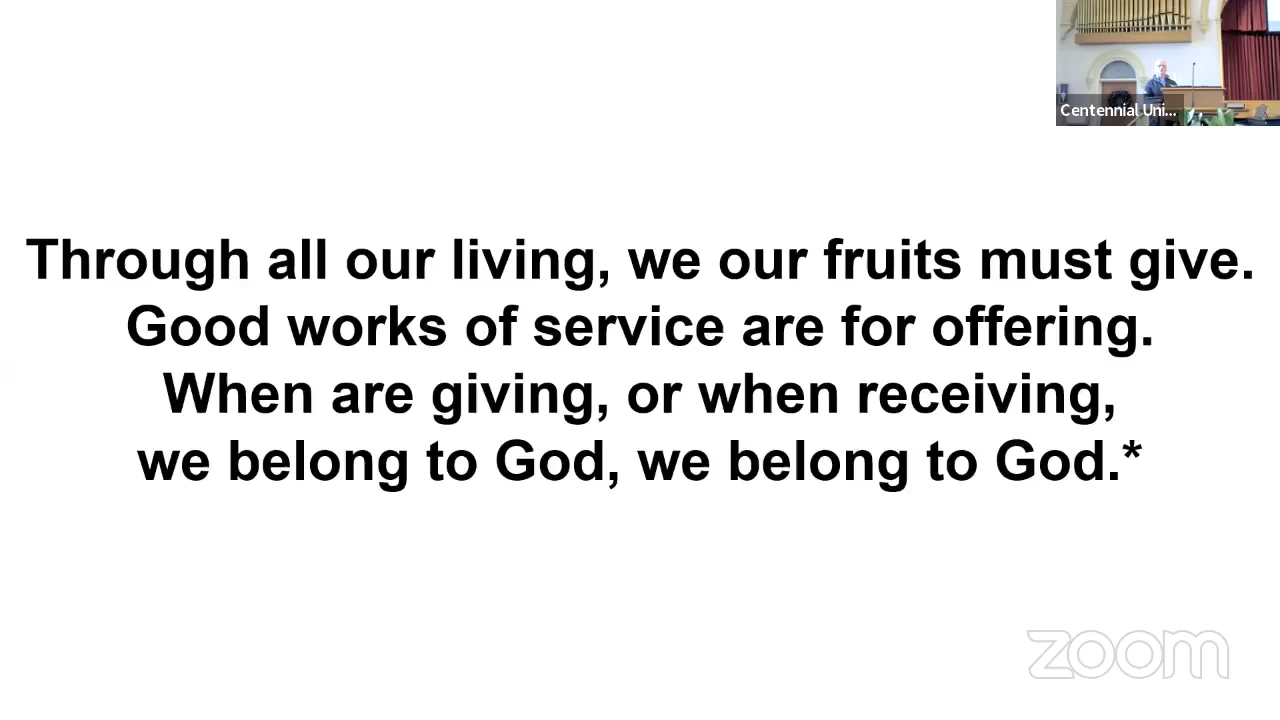 Centennial Uni...
Through all our living, we our fruits must give.
Good works of service are for offering.
When are giving, or when receiving,
we belong to God, we belong to God.*
zoom